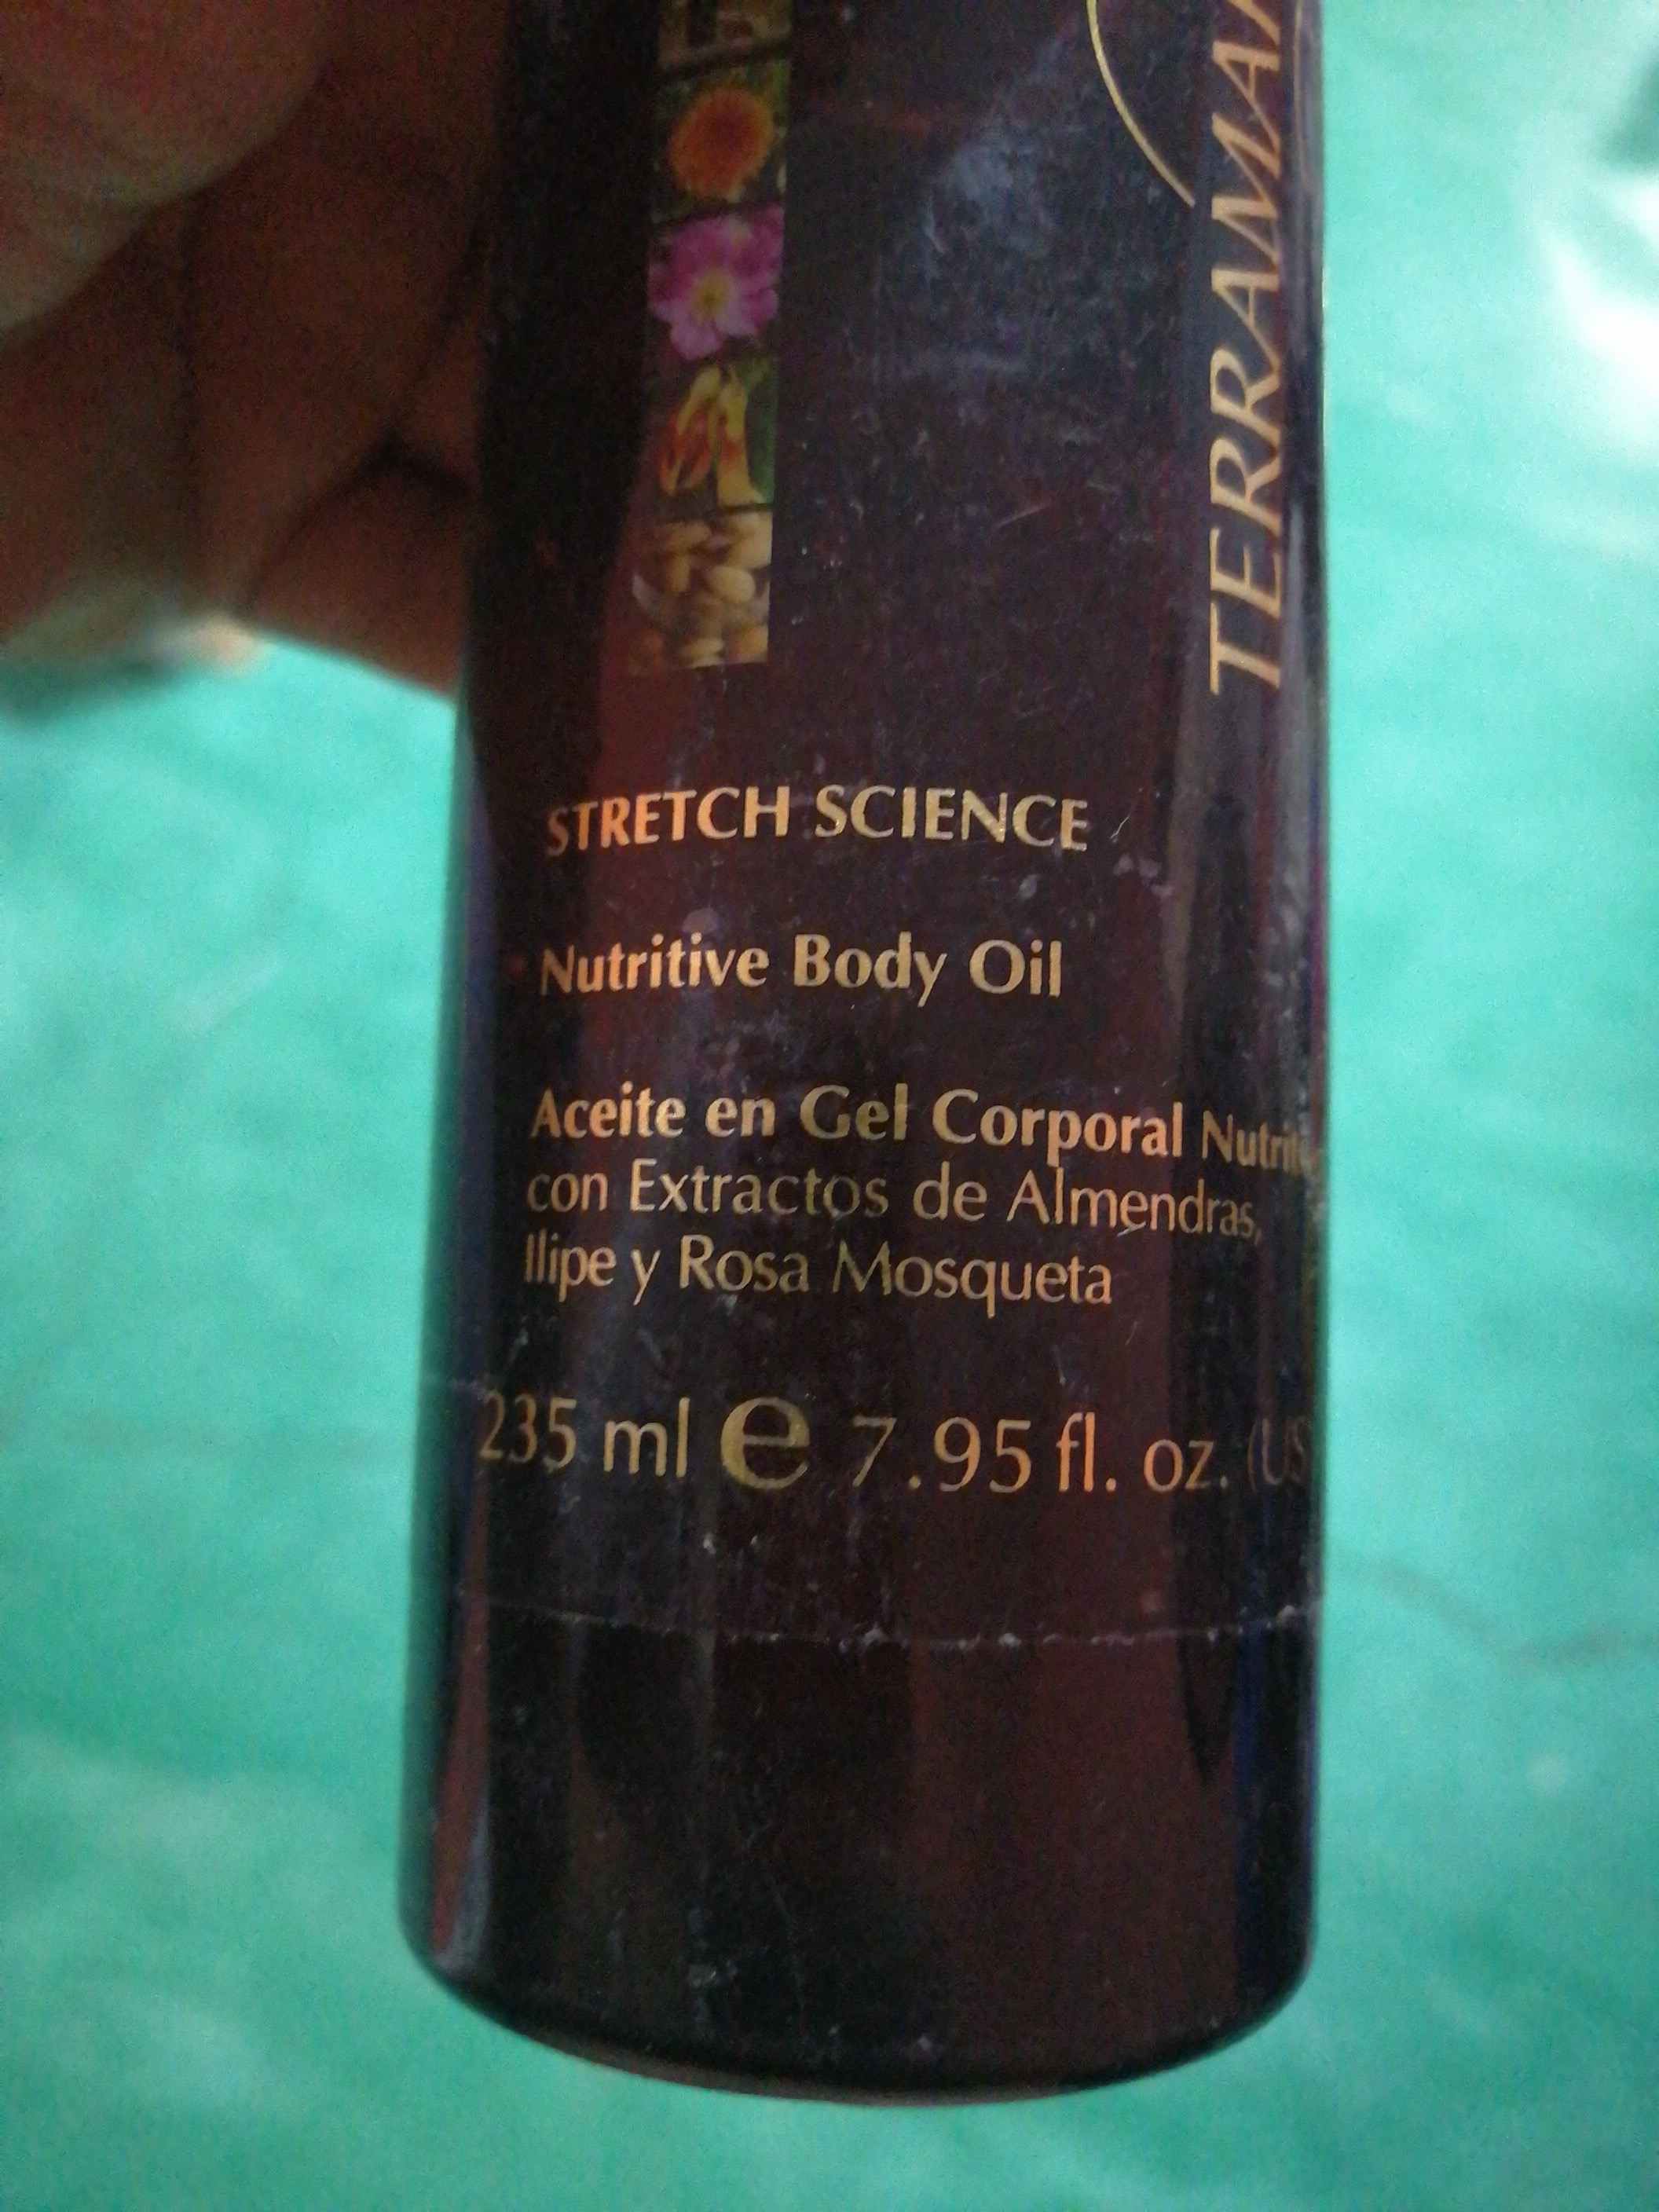 STRETCH SCIENCE
Nutritive Body Oil
Aceite en Gel Corporal
con Extractos de Almendras,
Ilipe y Rosa Mosqueta
235 ml e 7.95 fl. oz. (US